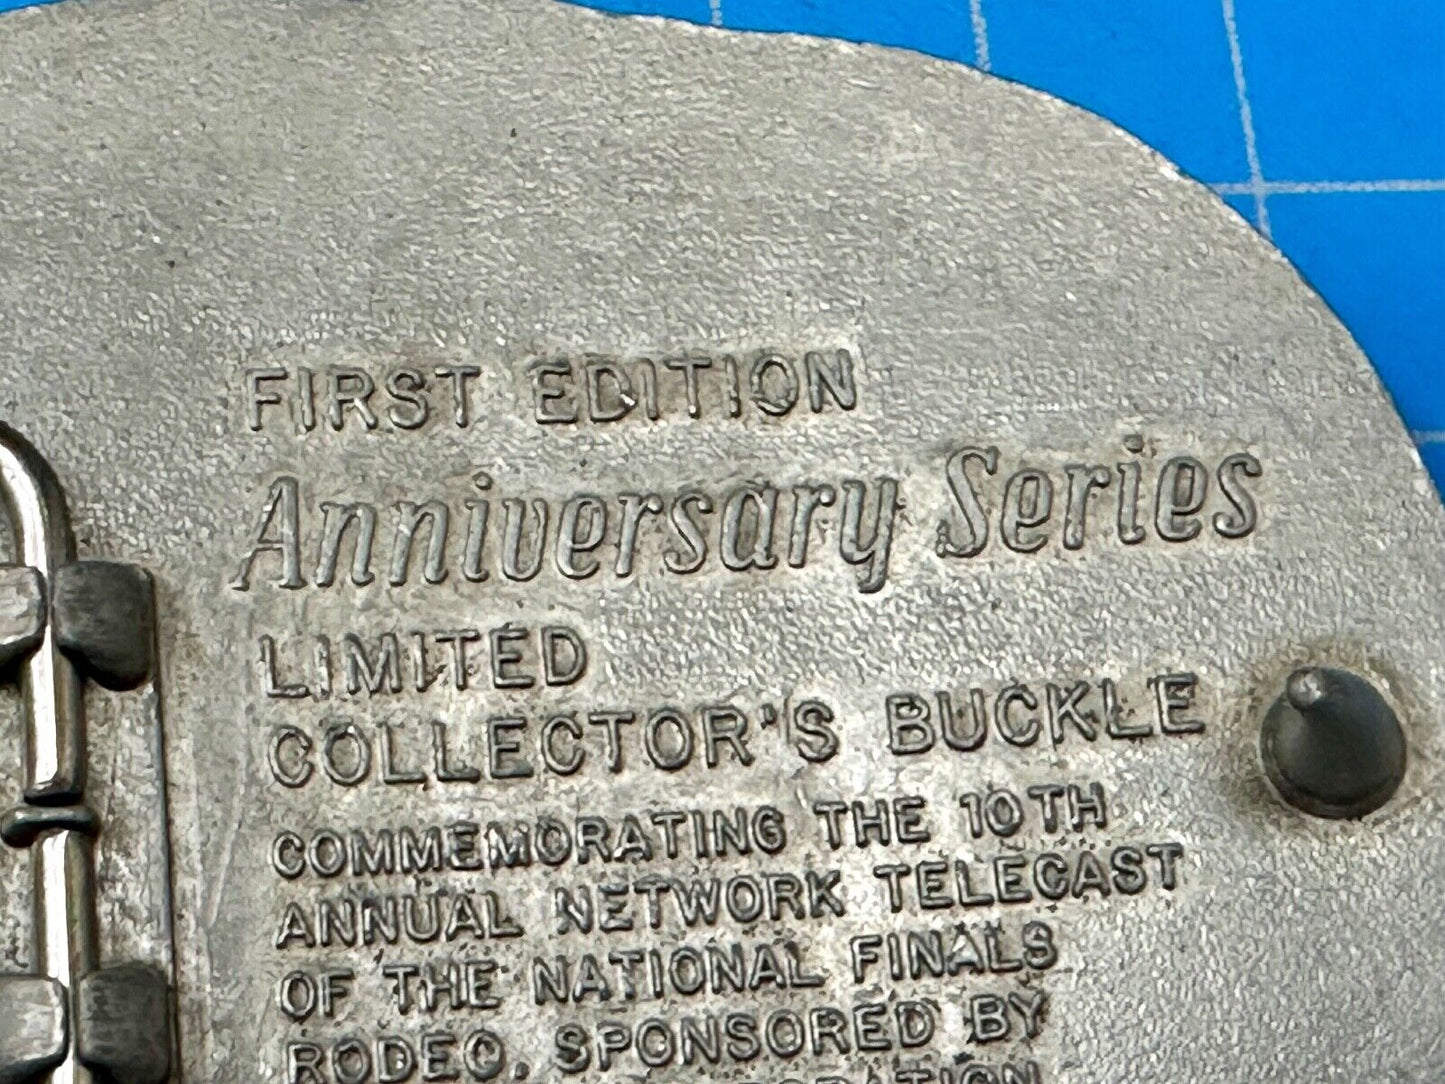 FIRST EDITION
Anniversary Series
LIMITED
COLLECTOR'S BUCKLE
COMMEMORATING THE 10TH
ANNUAL NETWORK TELECAST
OF THE NATIONAL FINALS
RODEO, SPONSORED BY